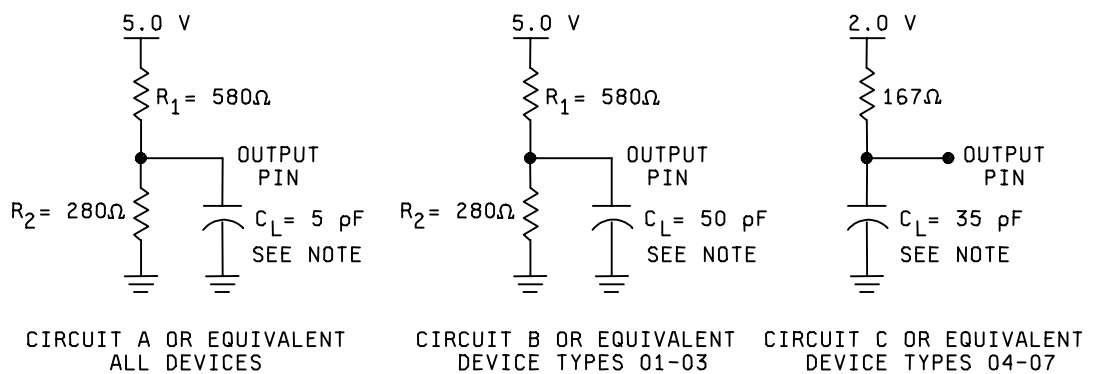 5.0 V
R1= 580Ω
OUTPUT
PIN
R2= 280Ω
CL= 5 pF
SEE NOTE
CIRCUIT A OR EQUIVALENT
ALL DEVICES
5.0 V
R1= 580Ω
OUTPUT
PIN
R2= 280Ω
CL= 50 pF
SEE NOTE
CIRCUIT B OR EQUIVALENT
DEVICE TYPES 01-03
2.0 V
167Ω
OUTPUT
PIN
CL= 35 pF
SEE NOTE
CIRCUIT C OR EQUIVALENT
DEVICE TYPES 04-07